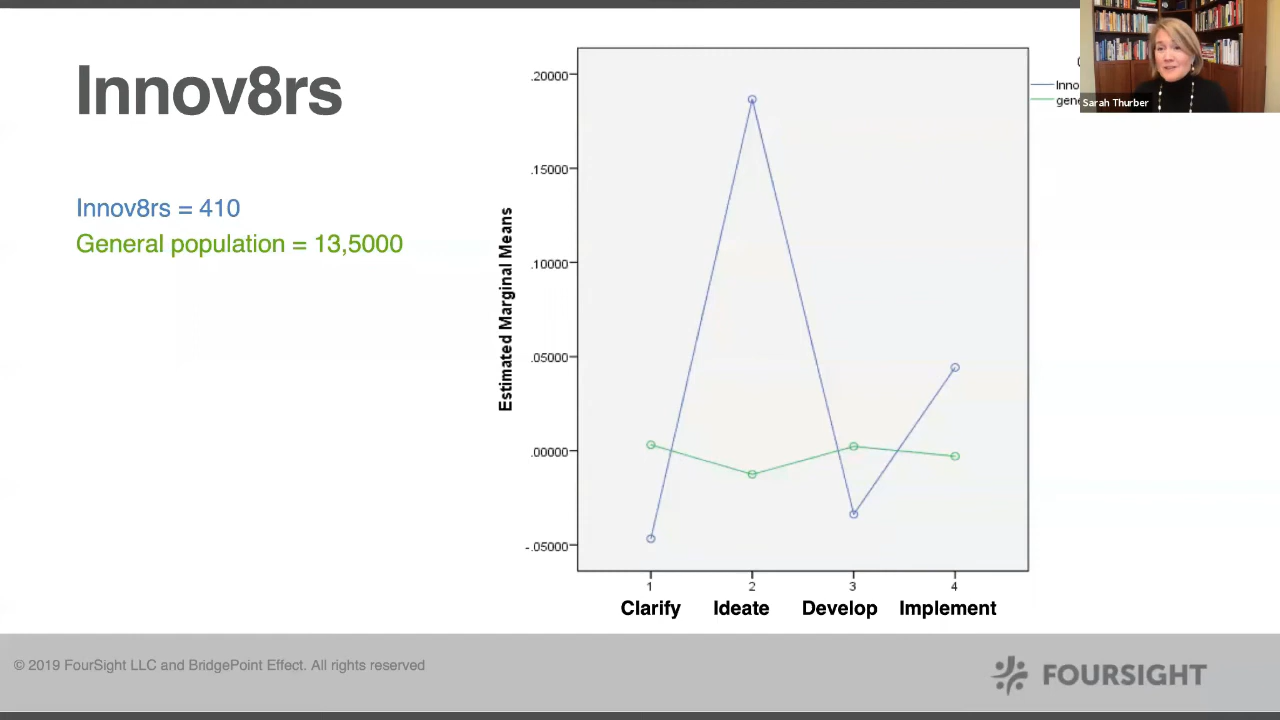 Innov8rs
Innov8rs = 410
General population = 13,5000
Estimated Marginal Means
.20000
.15000
.10000
.05000
.00000
-.05000
1
2
3
4
Clarify
Ideate
Develop
Implement
Sarah Thurber
© 2019 FourSight LLC and BridgePoint Effect. All rights reserved
FOURSIGHT